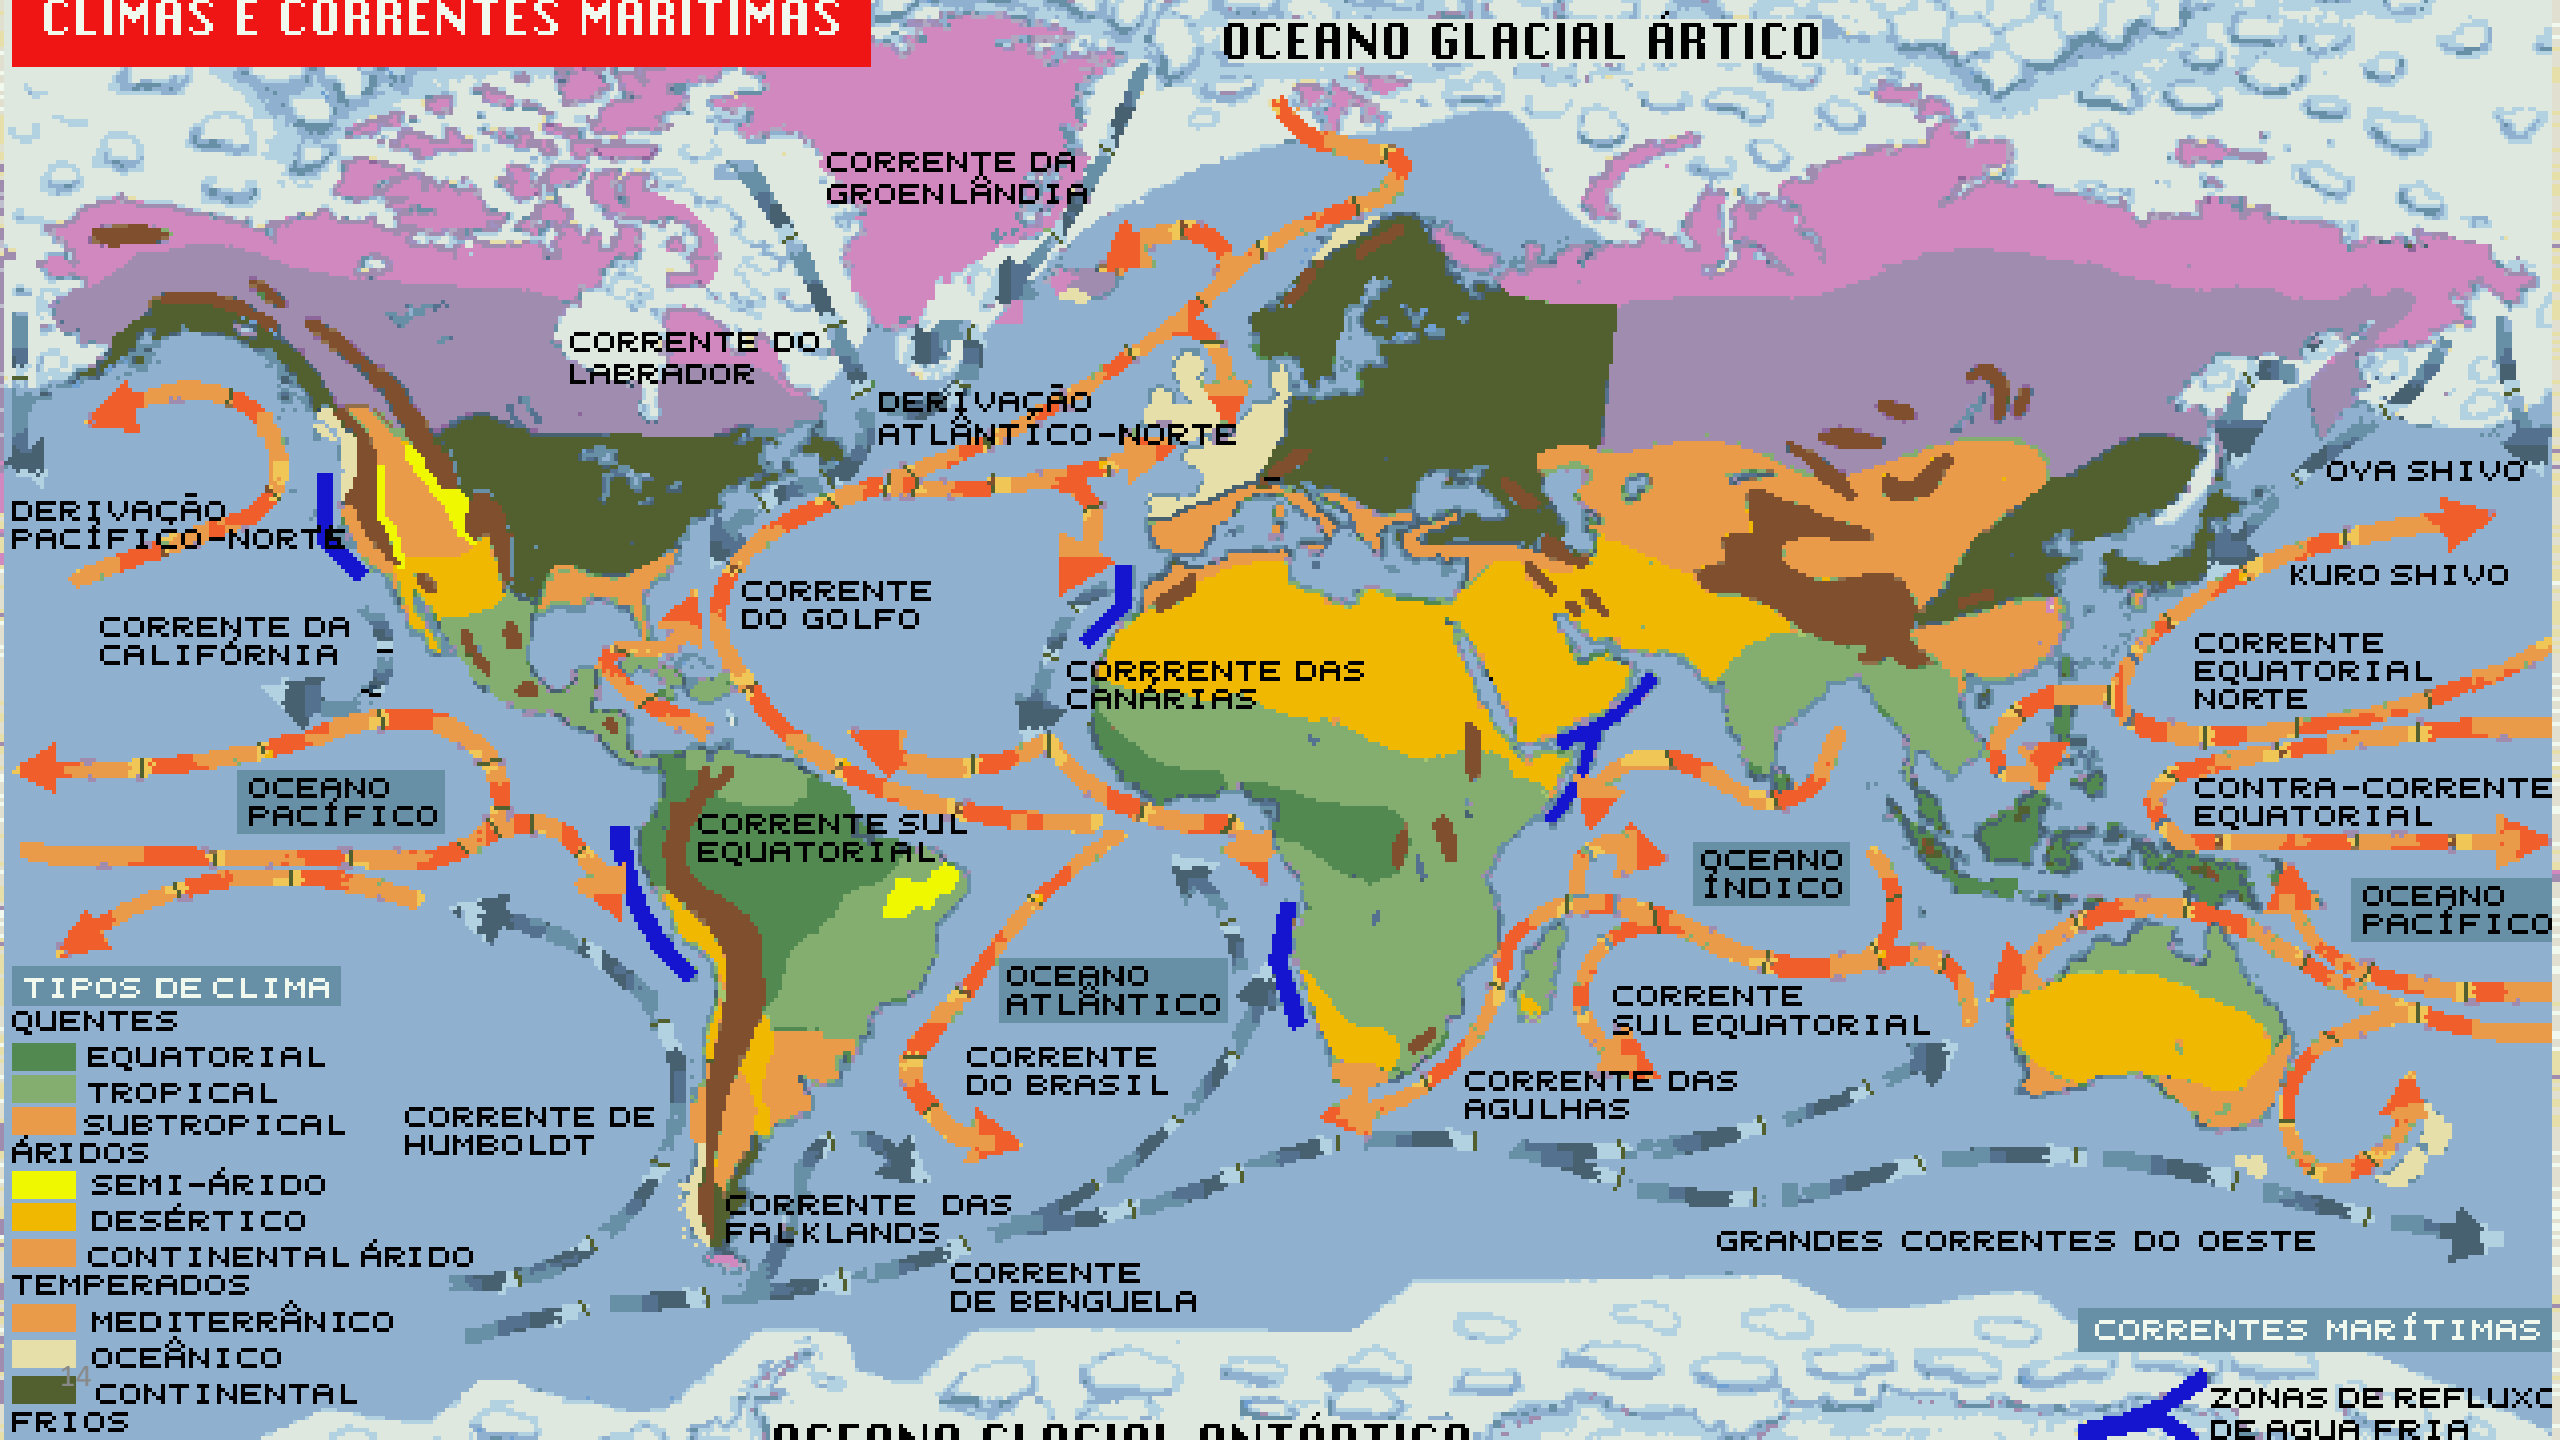 CLIMAS E CORRENTES MARÍTIMAS
OCEANO GLACIAL ÁRTICO
CORRENTE DA
GROENLÂNDIA
CORRENTE DO
LABRADOR
DERIVAÇÃO
ATLÂNTICO-NORTE
OYA SHIVO
DERIVAÇÃO
PACÍFICO-NORTE
KURO SHIVO
CORRENTE
DO GOLFO
CORRENTE DA
CALIFÓRNIA
CORRRENTE DAS
CANÁRIAS
CORRENTE
EQUATORIAL
NORTE
OCEANO
PACÍFICO
CONTRA-CORRENTE
EQUATORIAL
CORRENTE SUL
EQUATORIAL
OCEANO
ÍNDICO
OCEANO
PACÍFICO
OCEANO
ATLÂNTICO
CORRENTE
SUL EQUATORIAL
CORRENTE
DO BRASIL
CORRENTE DAS
AGULHAS
CORRENTE DE
HUMBOLDT
CORRENTE DAS
FALKLANDS
GRANDES CORRENTES DO OESTE
CORRENTE
DE BENGUELA
TIPOS DE CLIMA
QUENTES
EQUATORIAL
TROPICAL
SUBTROPICAL
ÁRIDOS
SEMI-ÁRIDO
DESÉRTICO
CONTINENTAL ÁRIDO
TEMPERADOS
MEDITERRÂNICO
OCEÂNICO
14
CONTINENTAL
FRIOS
CORRENTES MARÍTIMAS
ZONAS DE REFLUXO
DE AGUA FRIA
OCEANO GLACIAL ANTÁRTICO